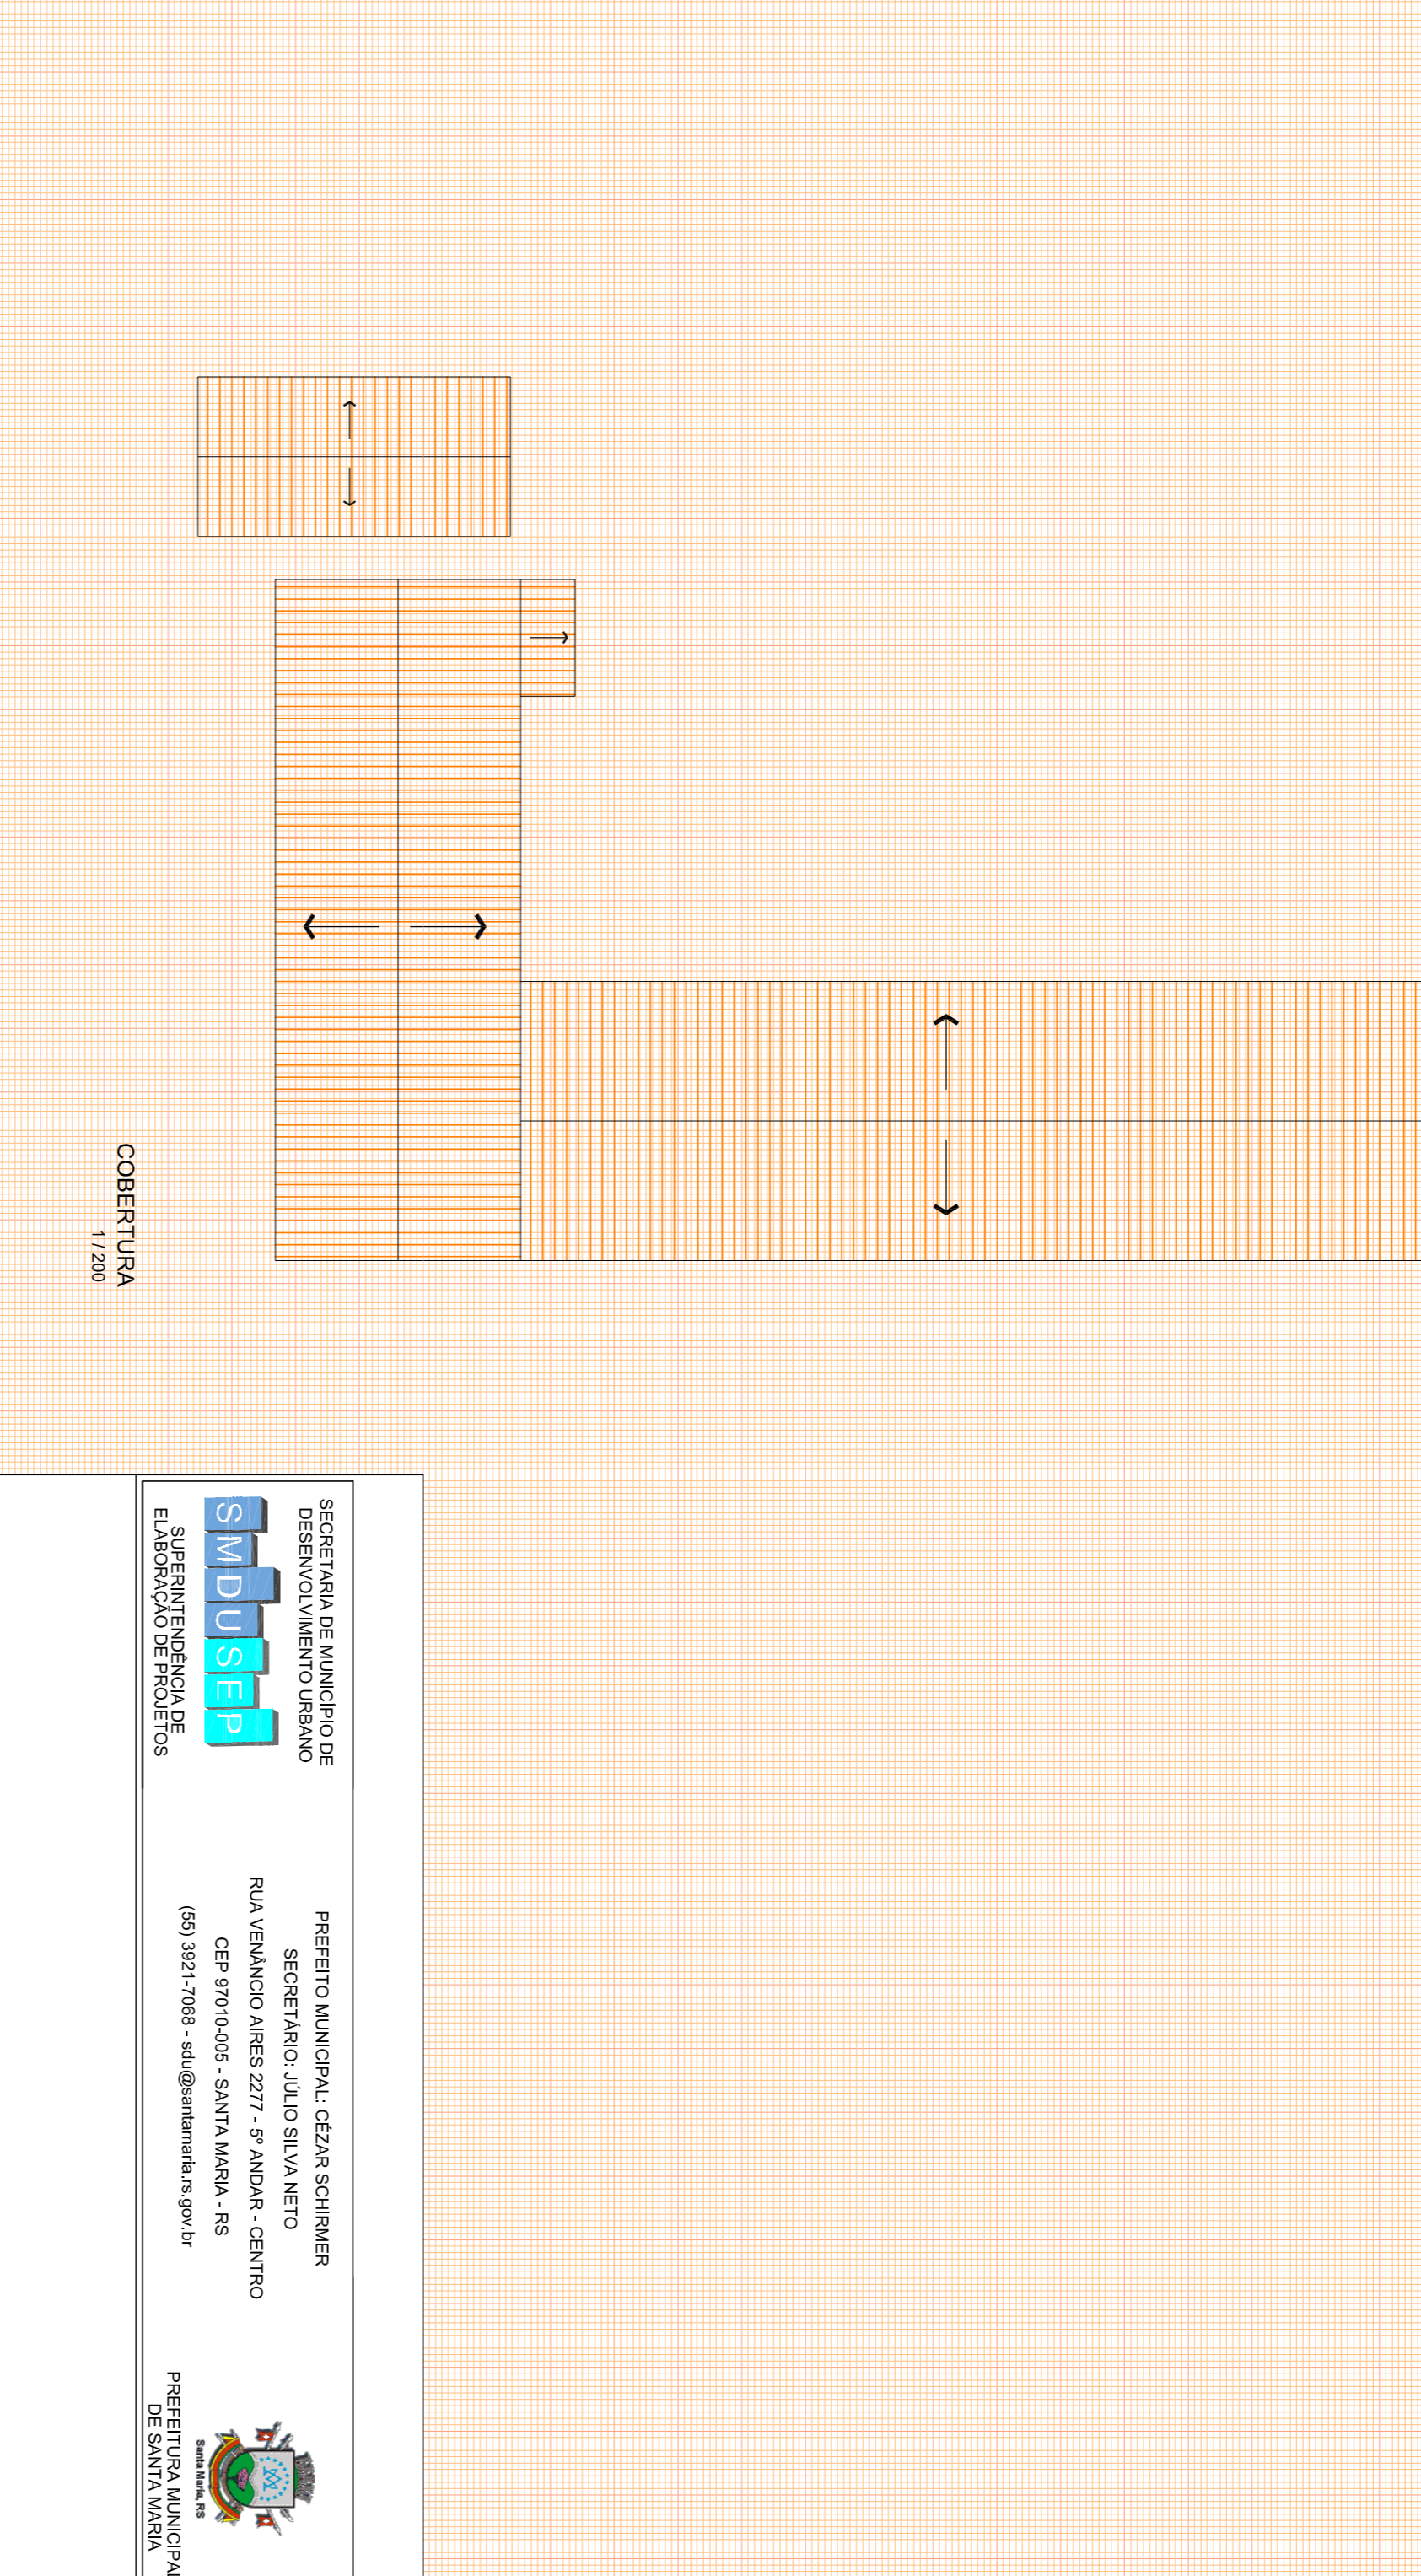 COBERTURA
1 / 200
SECRETARIA DE MUNICÍPIO DE
DESENVOLVIMENTO URBANO
SMDUSEP
SUPERINTENDÊNCIA DE
ELABORAÇÃO DE PROJETOS
PREFEITO MUNICIPAL: CÉZAR SCHIRMER
SECRETÁRIO: JÚLIO SILVA NETO
RUA VENÂNCIO AIRES 2277 - 5º ANDAR - CENTRO
CEP 97010-005 - SANTA MARIA - RS
(55) 3921-7068 - sdu@santamaria.rs.gov.br
Santa Maria, RS
PREFEITURA MUNICIPAL
DE SANTA MARIA